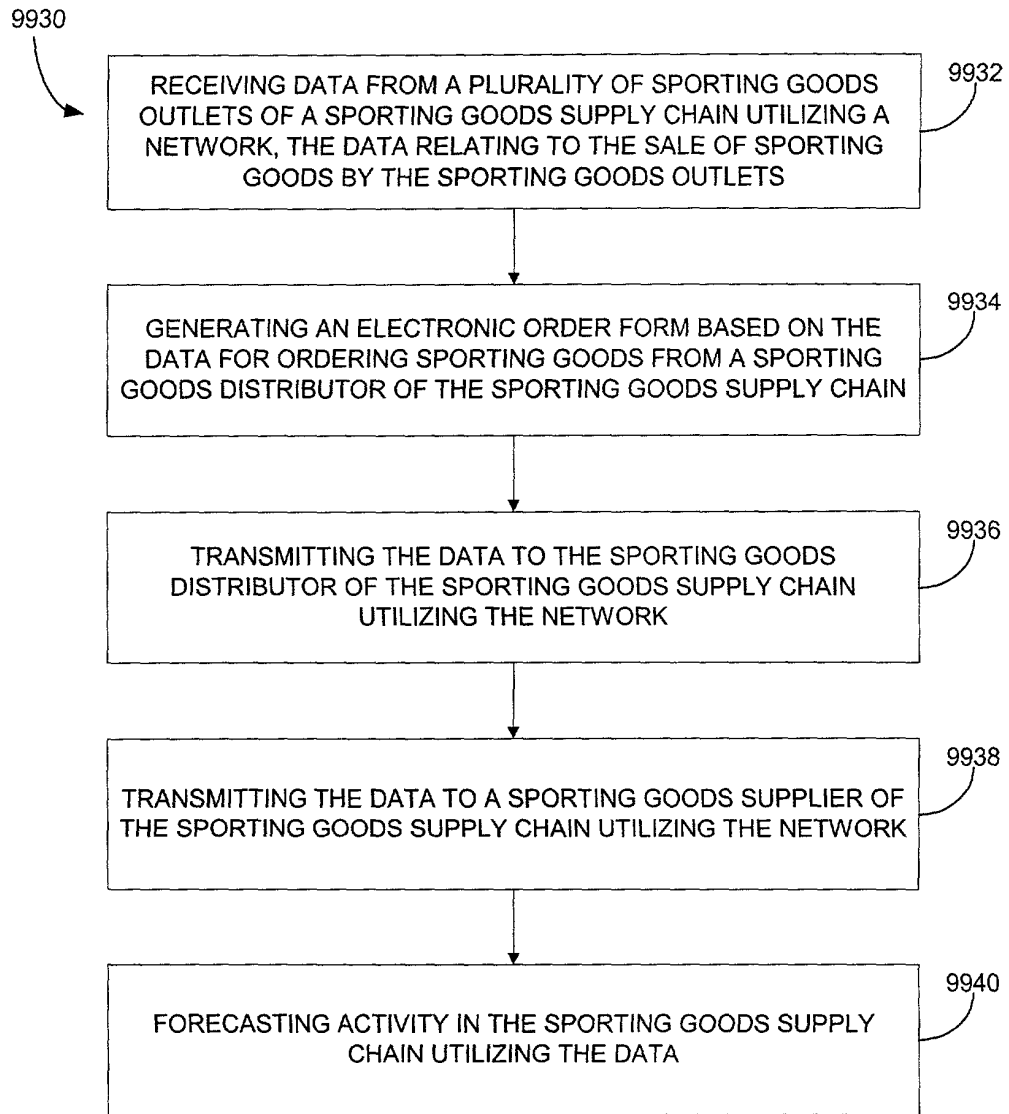 9930
RECEIVING DATA FROM A PLURALITY OF SPORTING GOODS
OUTLETS OF A SPORTING GOODS SUPPLY CHAIN UTILIZING A
NETWORK, THE DATA RELATING TO THE SALE OF SPORTING
GOODS BY THE SPORTING GOODS OUTLETS
9932
GENERATING AN ELECTRONIC ORDER FORM BASED ON THE
DATA FOR ORDERING SPORTING GOODS FROM A SPORTING
GOODS DISTRIBUTOR OF THE SPORTING GOODS SUPPLY CHAIN
9934
TRANSMITTING THE DATA TO THE SPORTING GOODS
DISTRIBUTOR OF THE SPORTING GOODS SUPPLY CHAIN
UTILIZING THE NETWORK
9936
TRANSMITTING THE DATA TO A SPORTING GOODS SUPPLIER OF
THE SPORTING GOODS SUPPLY CHAIN UTILIZING THE NETWORK
9938
FORECASTING ACTIVITY IN THE SPORTING GOODS SUPPLY
CHAIN UTILIZING THE DATA
9940